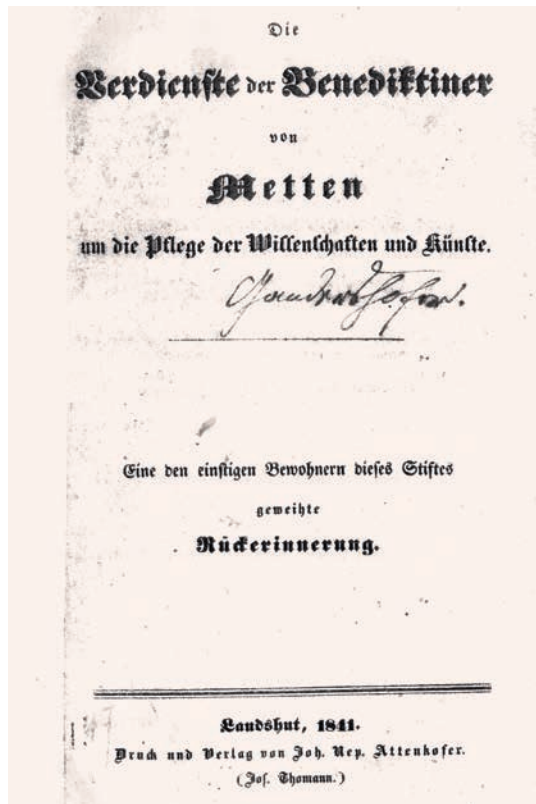 Die
Verdienste der Benediktiner
von
Metten
um die Pflege der Wissenschaften und Künste.
Gandershofer.
Eine den einstigen Bewohnern dieses Stiftes
geweihte
Rückerinnerung.
Landshut, 1841.
Druck und Verlag von Joh. Nep. Attenkofer.
(Jos. Thomann.)